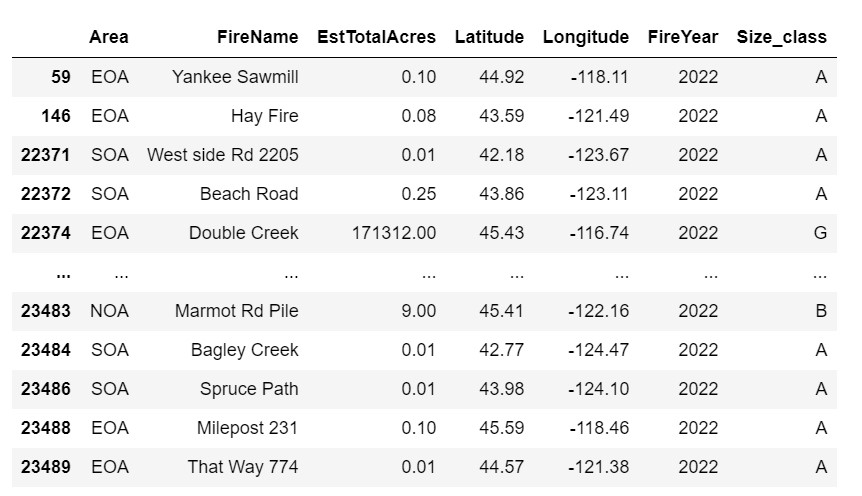 Area FireName EstTotalAcres Latitude Longitude FireYear Size_class
59 EOA Yankee Sawmill 0.10 44.92 -118.11 2022 A
146 EOA Hay Fire 0.08 43.59 -121.49 2022 A
22371 SOA West side Rd 2205 0.01 42.18 -123.67 2022 A
22372 SOA Beach Road 0.25 43.86 -123.11 2022 A
22374 EOA Double Creek 171312.00 45.43 -116.74 2022 G
... ... ... ... ... ... ... ...
23483 NOA Marmot Rd Pile 9.00 45.41 -122.16 2022 B
23484 SOA Bagley Creek 0.01 42.77 -124.47 2022 A
23486 SOA Spruce Path 0.01 43.98 -124.10 2022 A
23488 EOA Milepost 231 0.10 45.59 -118.46 2022 A
23489 EOA That Way 774 0.01 44.57 -121.38 2022 A